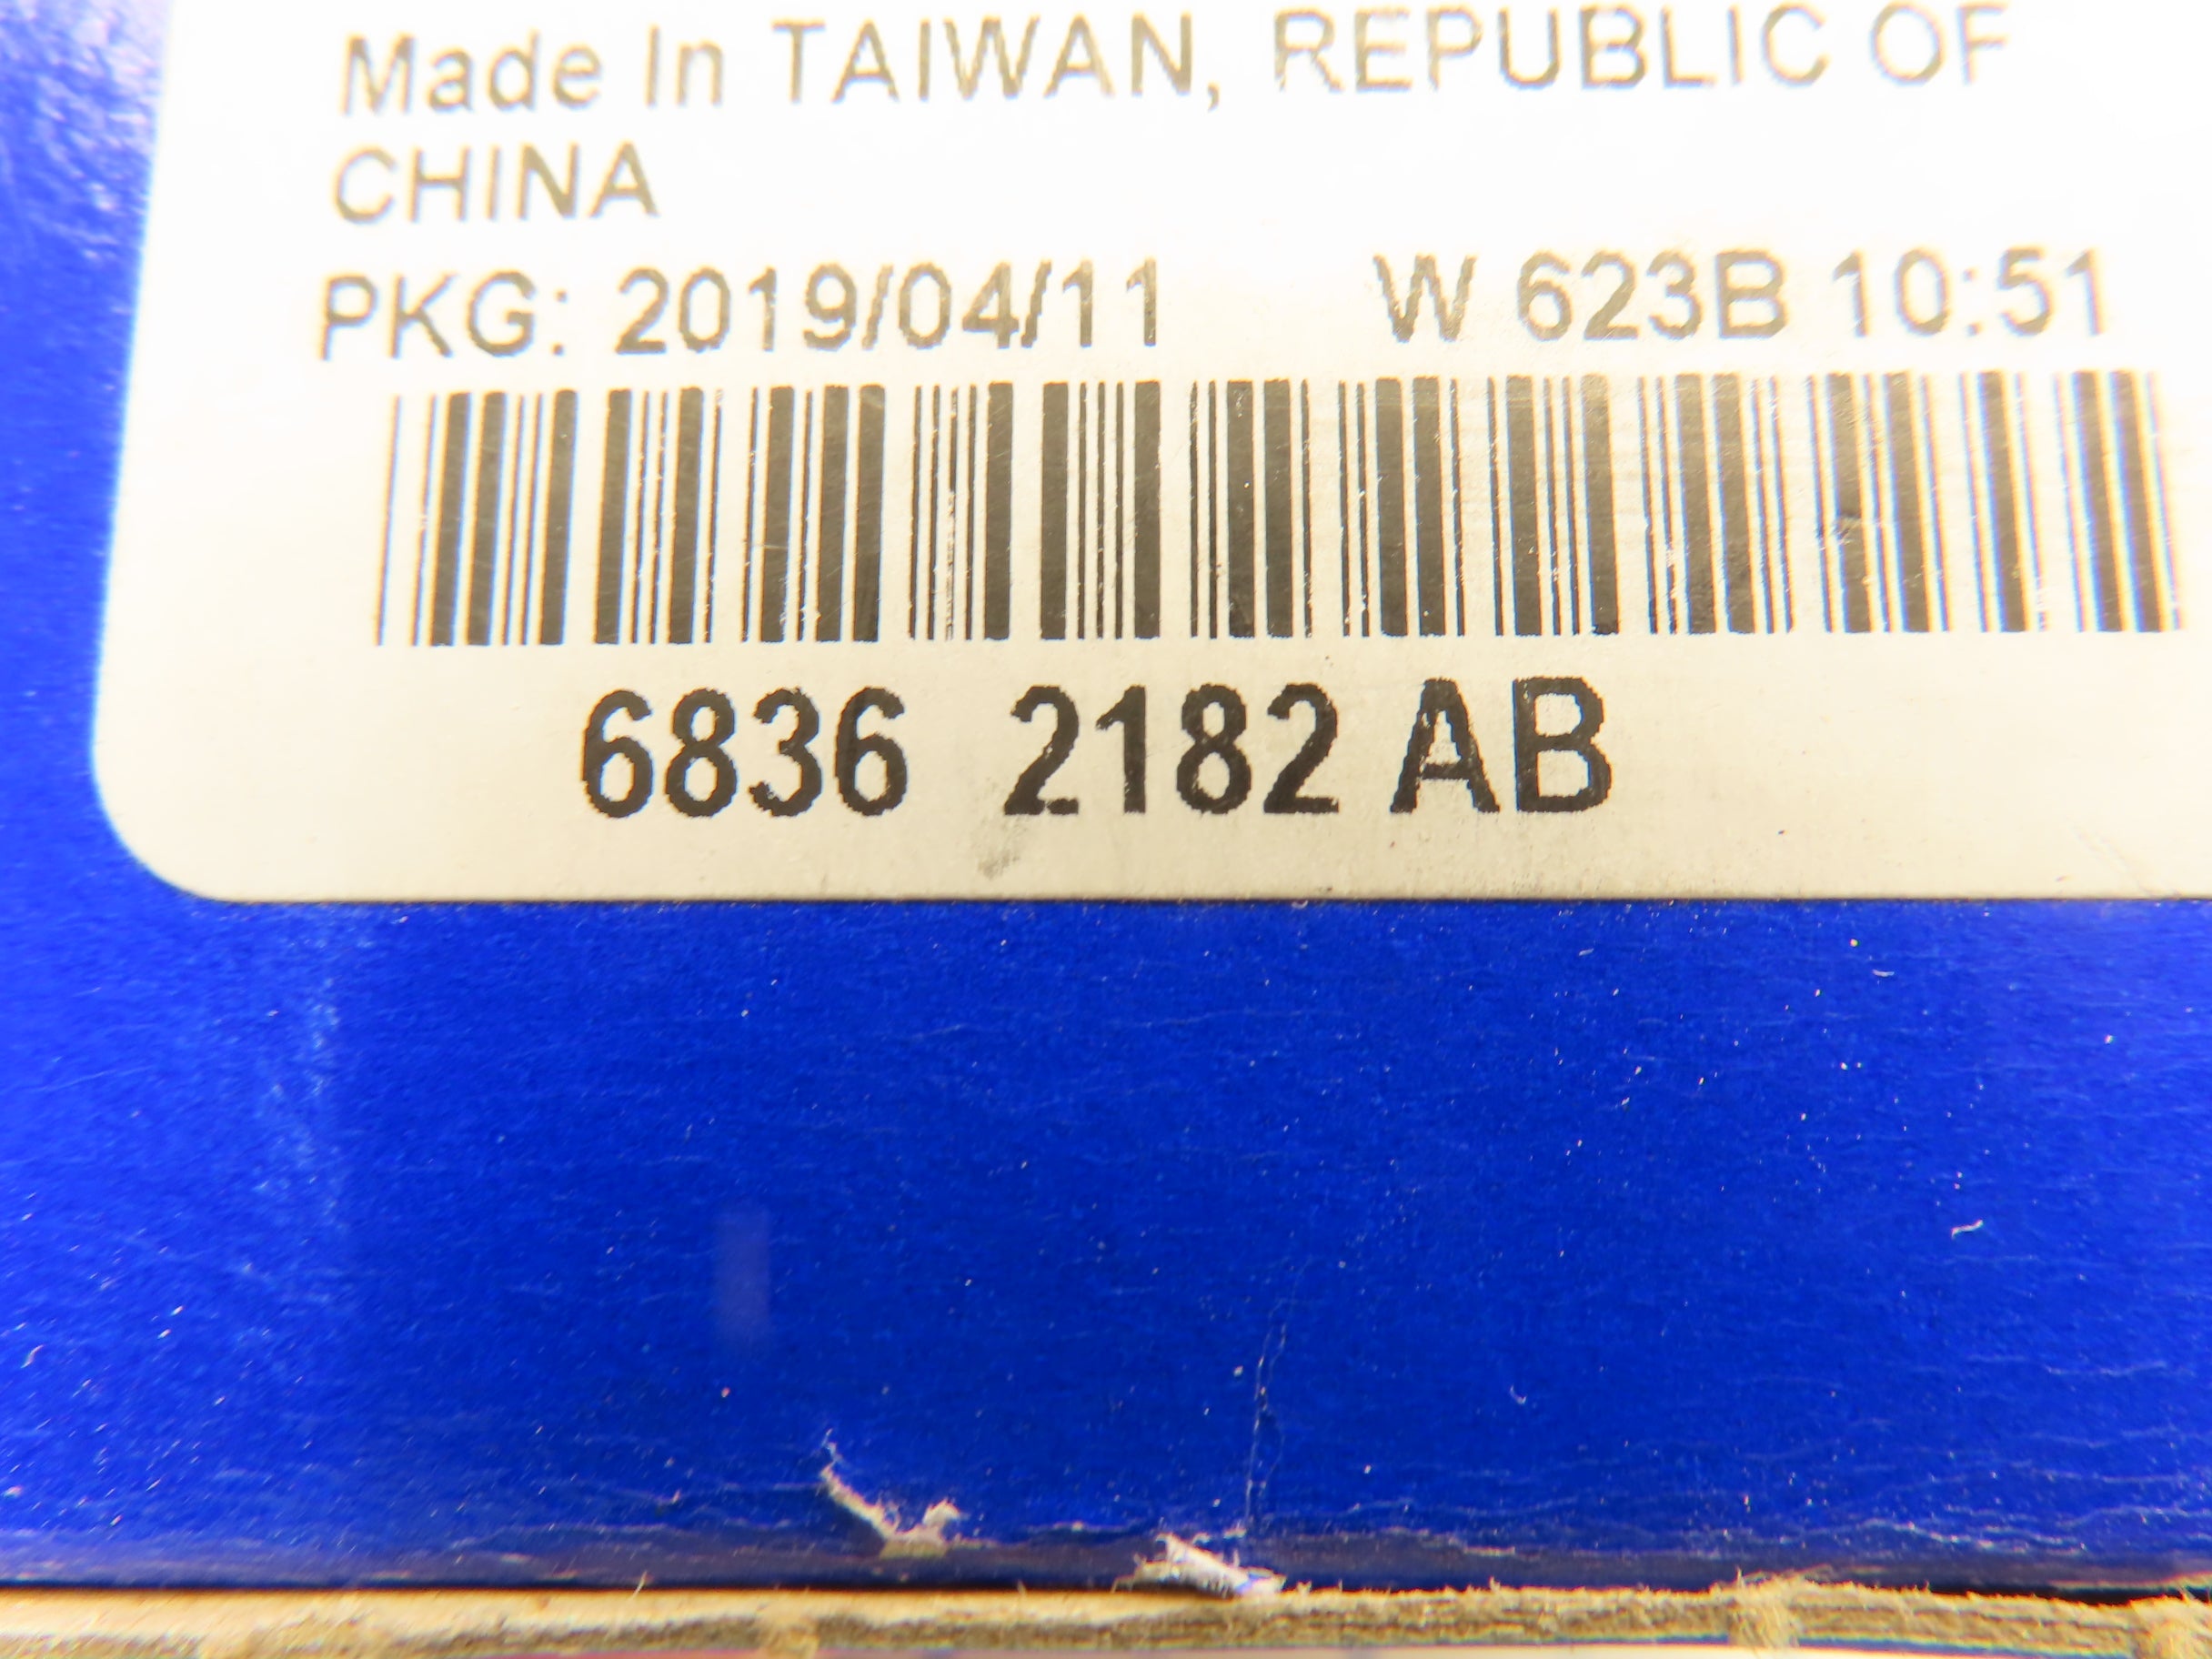 Made In TAIWAN, REPUBLIC OF
CHINA
PKG: 2019/04/11 W 623B 10:51
6836 2182 AB